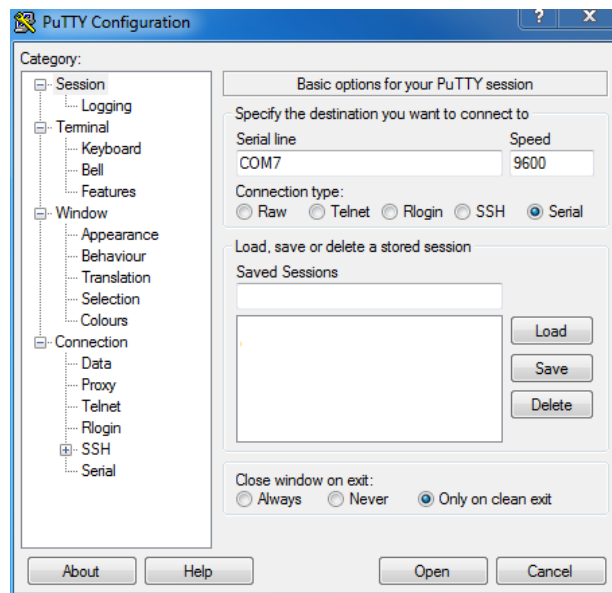 PuTTY Configuration
? X
Category:
Session
Logging
Terminal
Keyboard
Bell
Features
Window
Appearance
Behaviour
Translation
Selection
Colours
Connection
Data
Proxy
Telnet
Rlogin
SSH
Serial
Basic options for your PuTTY session
Specify the destination you want to connect to
Serial line Speed
COM7 9600
Connection type:
Raw Telnet Rlogin SSH Serial
Load, save or delete a stored session
Saved Sessions
Load
Save
Delete
Close window on exit:
Always Never Only on clean exit
About Help Open Cancel